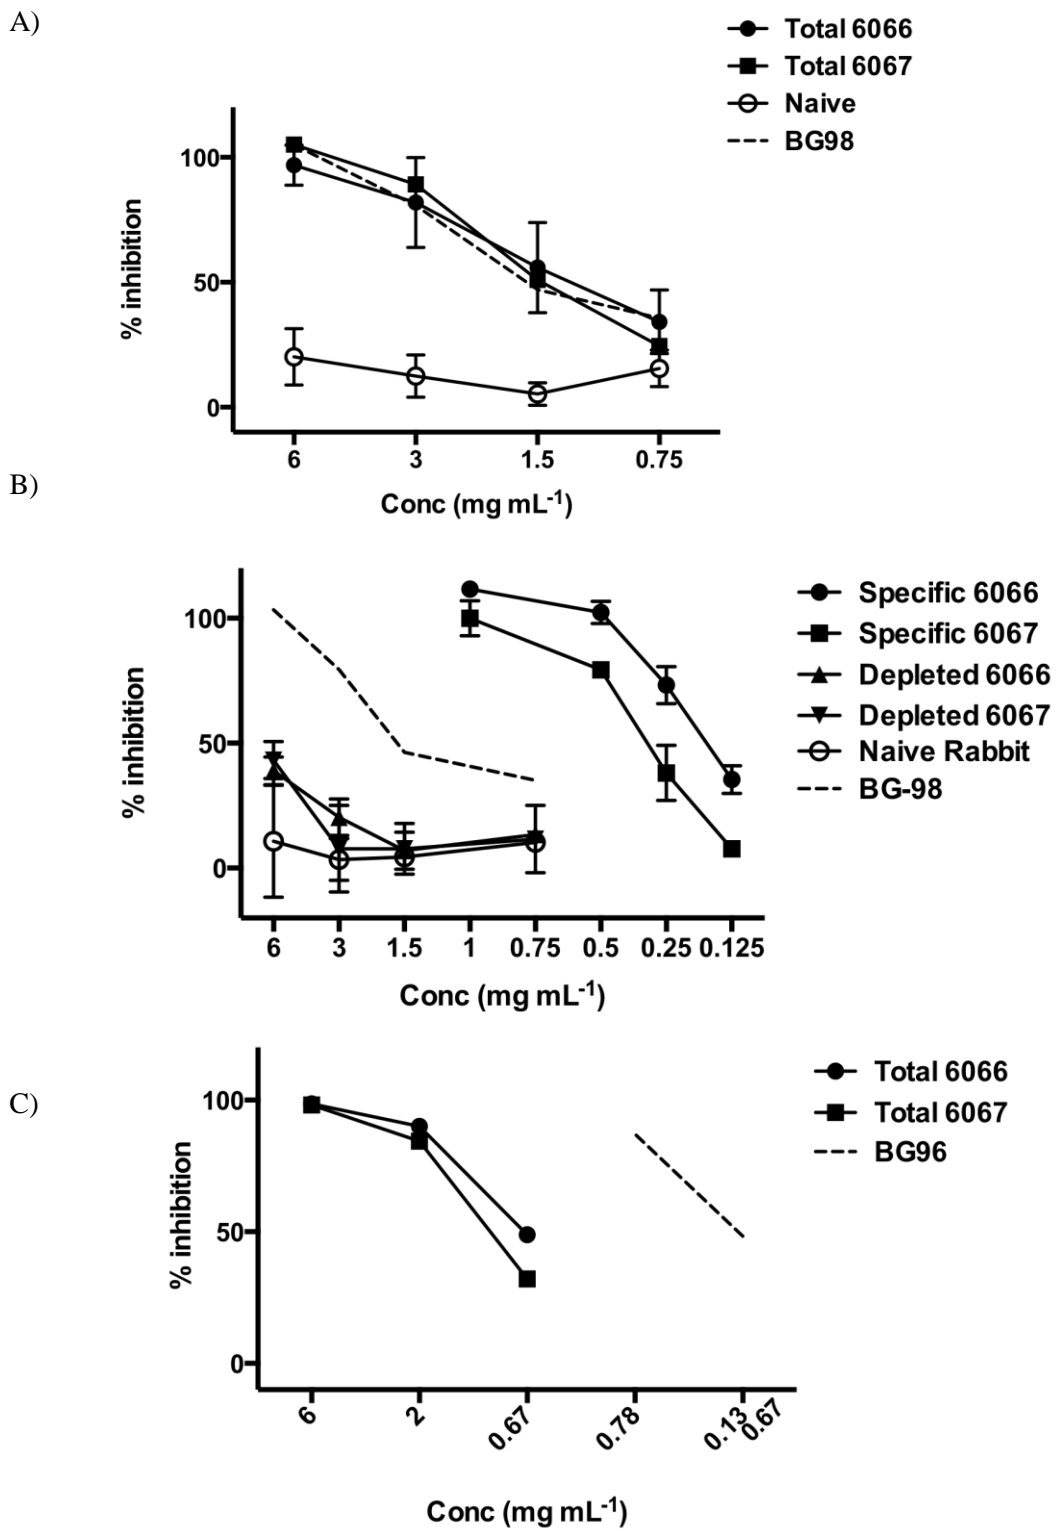 A)
Total 6066
Total 6067
Naive
BG98
100
50
0
% inhibition
6 3 1.5 0.75
Conc (mg mL-1)
B)
Specific 6066
Specific 6067
Depleted 6066
Depleted 6067
Naive Rabbit
BG-98
100
50
0
% inhibition
6 3 1.5 1 0.75 0.5 0.25 0.125
Conc (mg mL-1)
C)
Total 6066
Total 6067
BG96
100
50
0
% inhibition
6 2 0.67 0.78 0.13 0.67
Conc (mg mL-1)